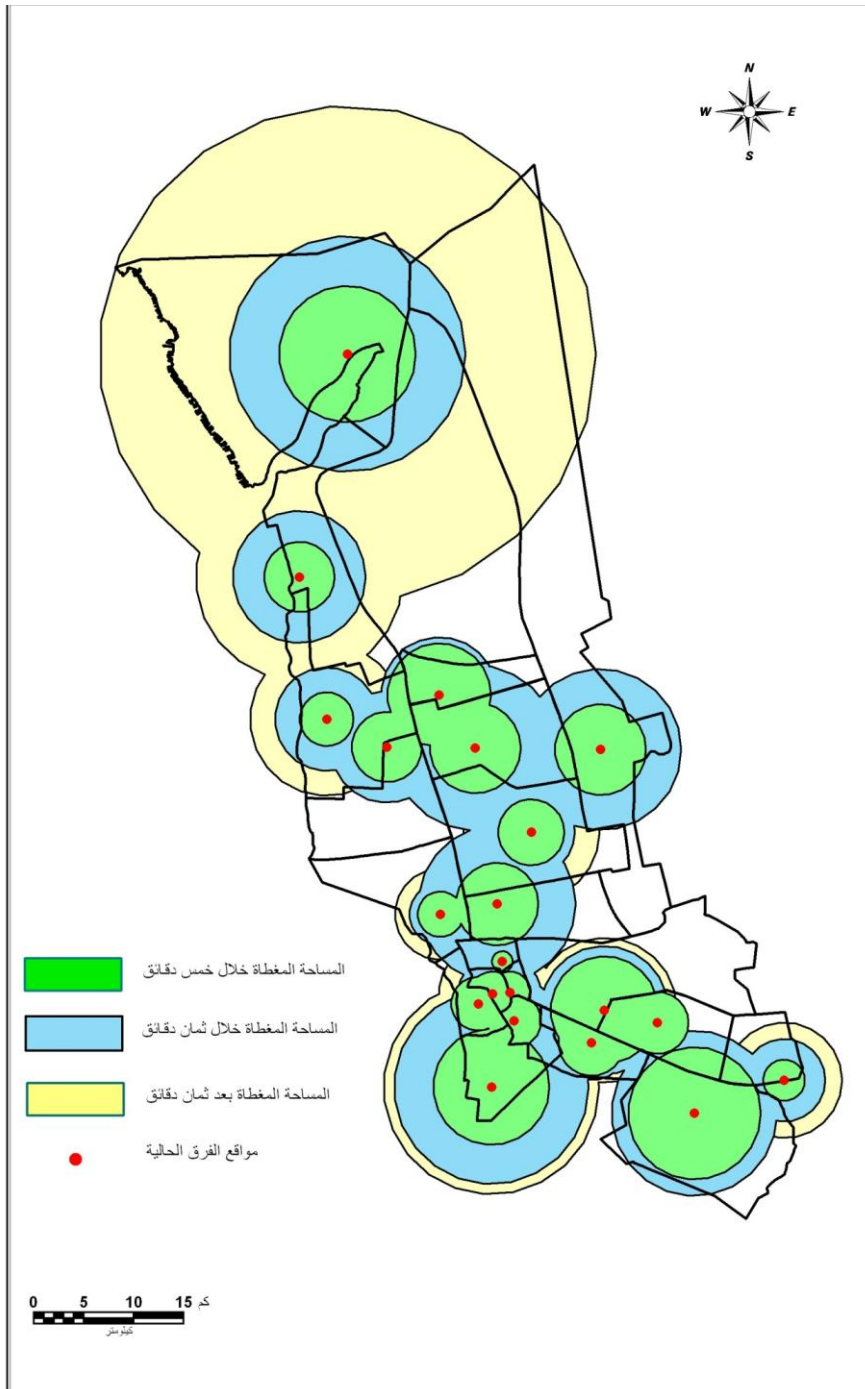 N
W E
S
المساحة المغطاة خلال خمس دقائق
المساحة المغطاة خلال ثمان دقائق
المساحة المغطاة بعد ثمان دقائق
مواقع الفرق الحالية
0 5 10 15 كم
كيلومتر